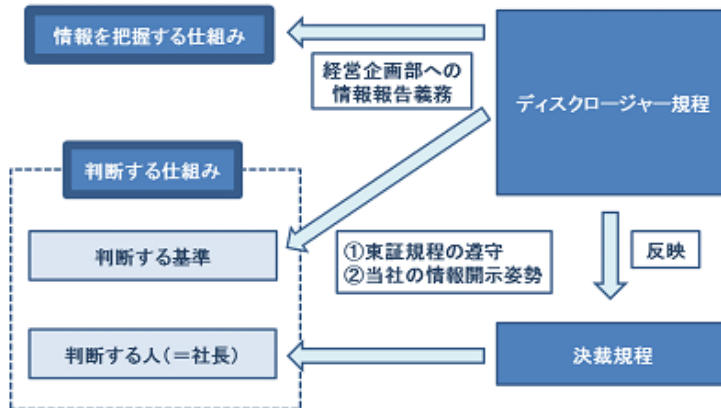 情報を把握する仕組み
経営企画部への
情報報告義務
ディスクロージャー規程
判断する仕組み
判断する基準
①東証規程の遵守
②当社の情報開示姿勢
反映
判断する人(=社長)
決裁規程